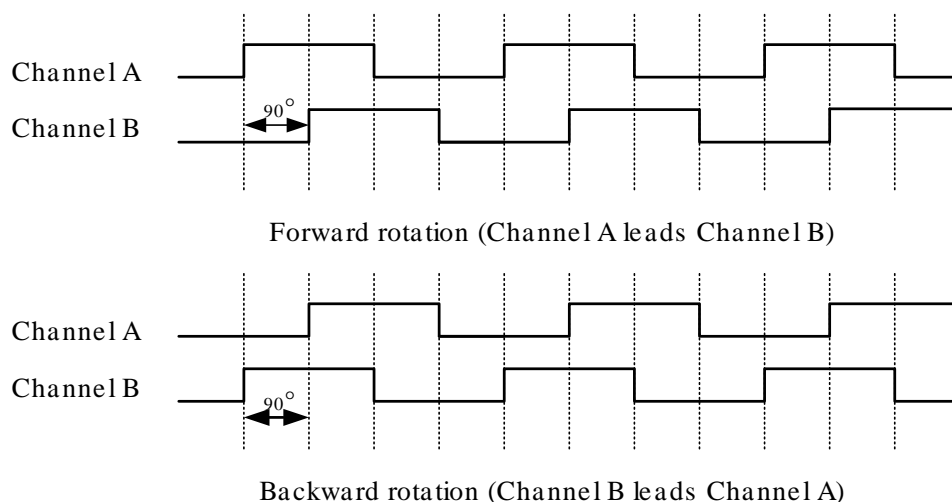 Channel A
90°
Channel B
Forward rotation (Channel A leads Channel B)
Channel A
Channel B
90°
Backward rotation (Channel B leads Channel A)